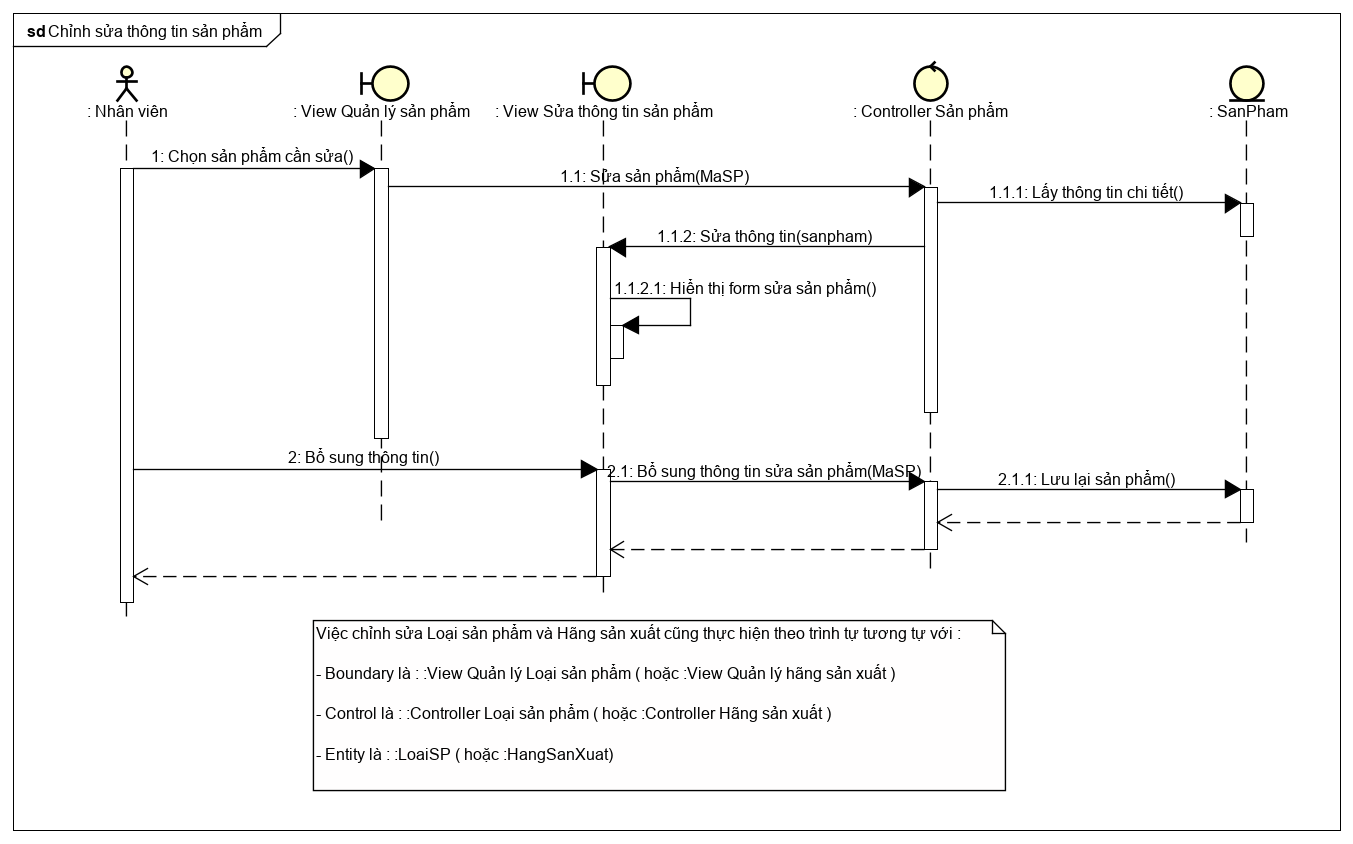 sd Chỉnh sửa thông tin sản phẩm
: Nhân viên
: View Quản lý sản phẩm
: View Sửa thông tin sản phẩm
: Controller Sản phẩm
: SanPham
1: Chọn sản phẩm cần sửa()
1.1: Sửa sản phẩm(MaSP)
1.1.1: Lấy thông tin chi tiết()
1.1.2: Sửa thông tin(sanpham)
1.1.2.1: Hiển thị form sửa sản phẩm()
2: Bổ sung thông tin()
2.1: Bổ sung thông tin sửa sản phẩm(MaSP)
2.1.1: Lưu lại sản phẩm()
Việc chỉnh sửa Loại sản phẩm và Hãng sản xuất cũng thực hiện theo trình tự tương tự với :
- Boundary là : :View Quản lý Loại sản phẩm ( hoặc :View Quản lý hãng sản xuất )
- Control là : :Controller Loại sản phẩm ( hoặc :Controller Hãng sản xuất )
- Entity là : :LoaiSP ( hoặc :HangSanXuat)